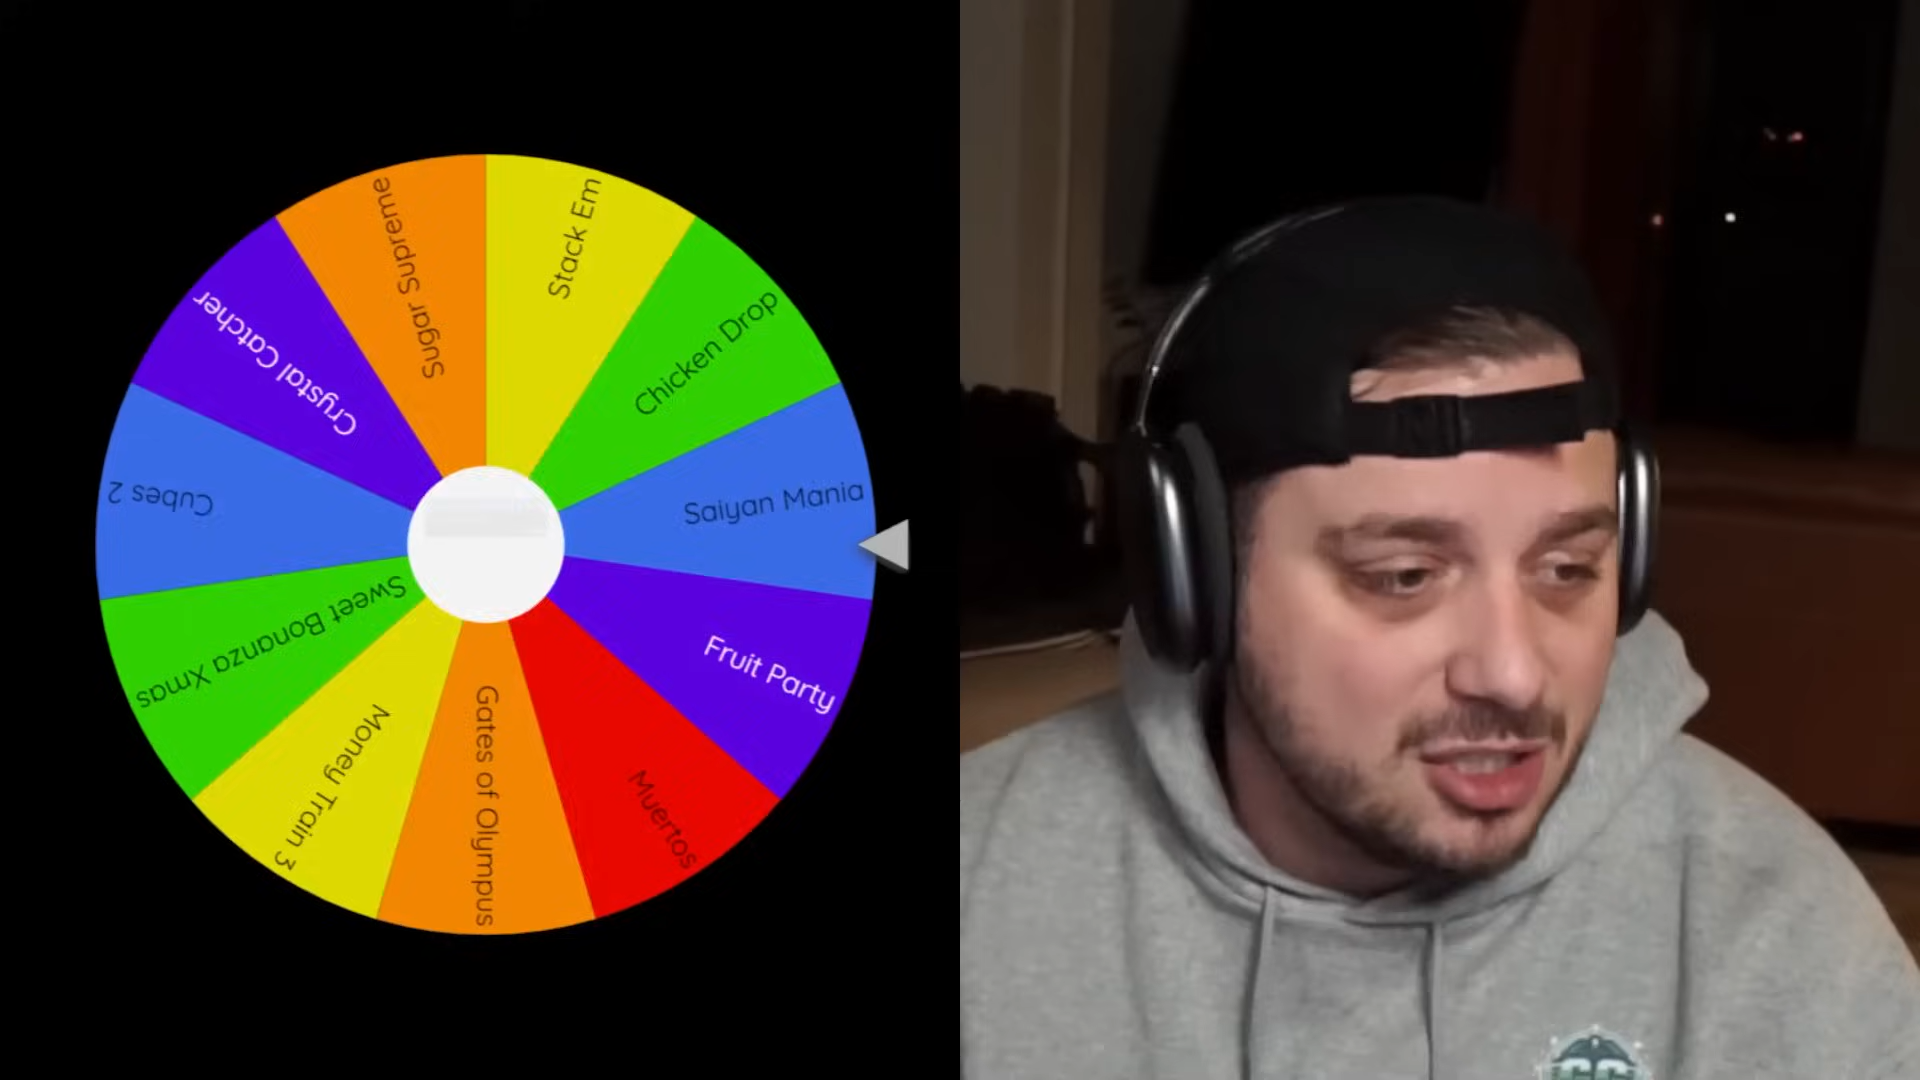 Stack Em
Chicken Drop
Saiyan Mania
Fruit Party
Muertos
Gates of Olympus
Money Train 3
Sweet Bonanza Xmas
Cubes 2
Crystal Catcher
Sugar Supreme